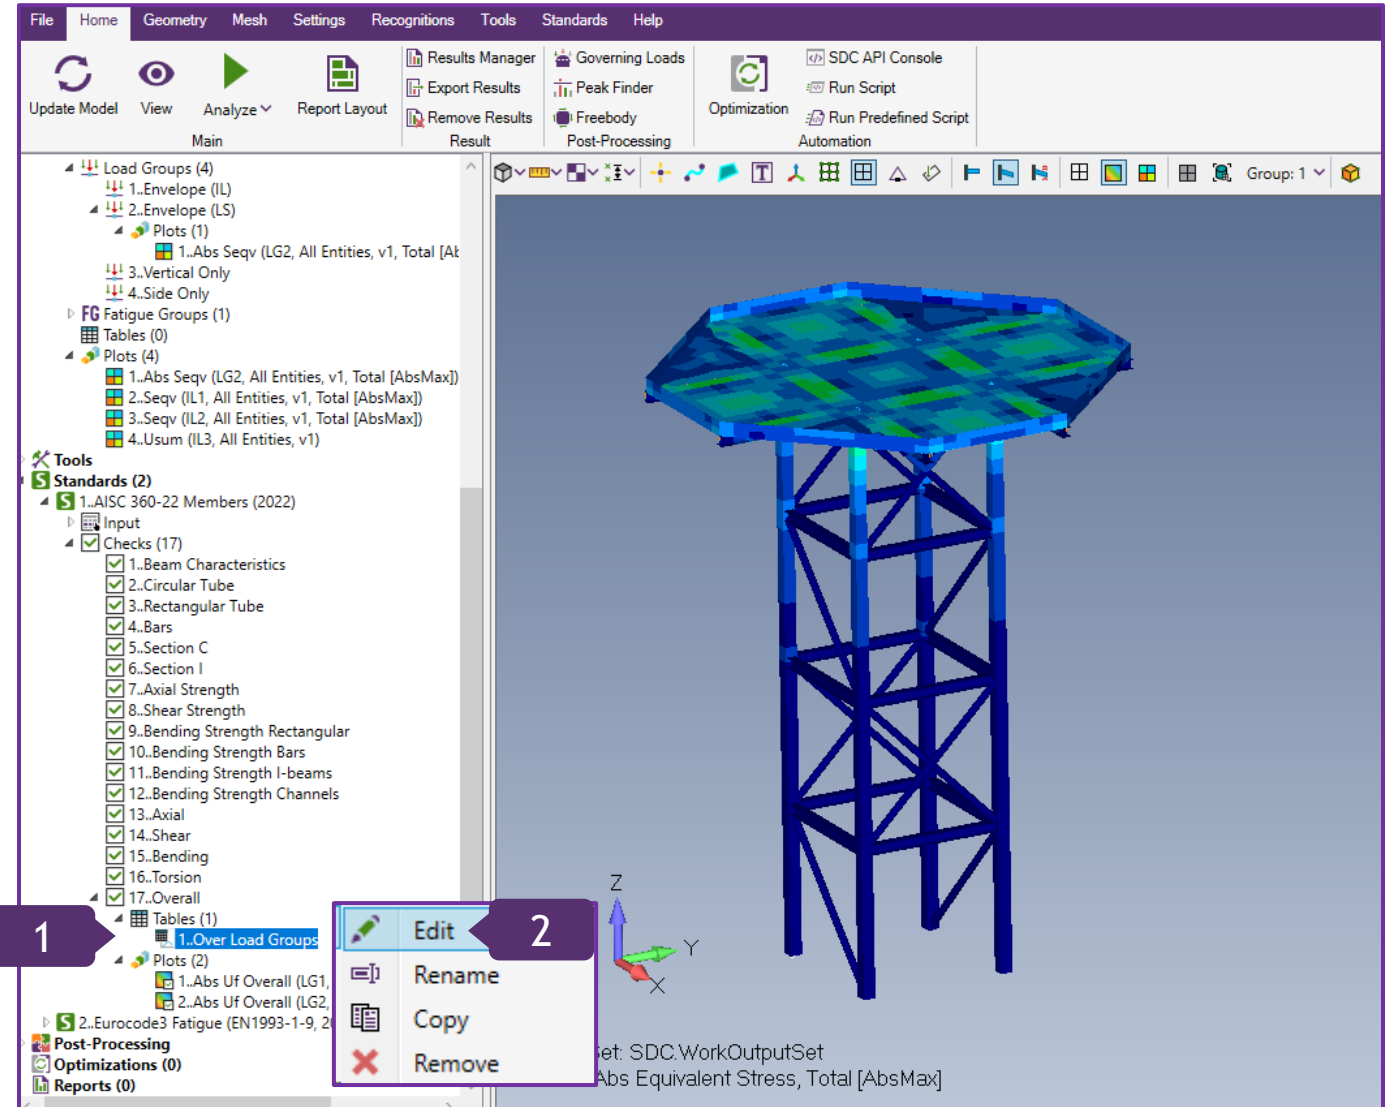 File Home Geometry Mesh Settings Recognitions Tools Standards Help
Results Manager Governing Loads SDC API Console
Export Results Peak Finder Run Script
Update Model View Analyze Report Layout Optimization
Remove Results Freebody Run Predefined Script
Main Result Post-Processing Automation
Load Groups (4)
Group: 1
1..Envelope (IL)
2..Envelope (LS)
Plots (1)
1..Abs Seqv (LG2, All Entities, v1, Total [Ab
3..Vertical Only
4..Side Only
FG Fatigue Groups (1)
Tables (0)
Plots (4)
1..Abs Seqv (LG2, All Entities, v1, Total [AbsMax])
2..Seqv (IL1, All Entities, v1, Total [AbsMax])
3..Seqv (IL2, All Entities, v1, Total [AbsMax])
4..Usum (IL3, All Entities, v1)
Tools
S Standards (2)
S 1..AISC 360-22 Members (2022)
Input
Checks (17)
1..Beam Characteristics
2..Circular Tube
3..Rectangular Tube
4..Bars
5..Section C
6..Section I
7..Axial Strength
8..Shear Strength
9..Bending Strength Rectangular
10..Bending Strength Bars
11..Bending Strength I-beams
12..Bending Strength Channels
13..Axial
14..Shear
15..Bending
16..Torsion
17..Overall
Tables (1)
1..Over Load Groups
Plots (2)
1..Abs Uf Overall (LG1,
2..Abs Uf Overall (LG2,
S 2..Eurocode3 Fatigue (EN1993-1-9, 20
Post-Processing
Optimizations (0)
Reports (0)
1
Edit
2
Rename
Copy
Remove
Z
Y
X
Set: SDC.WorkOutputSet
Abs Equivalent Stress, Total [AbsMax]